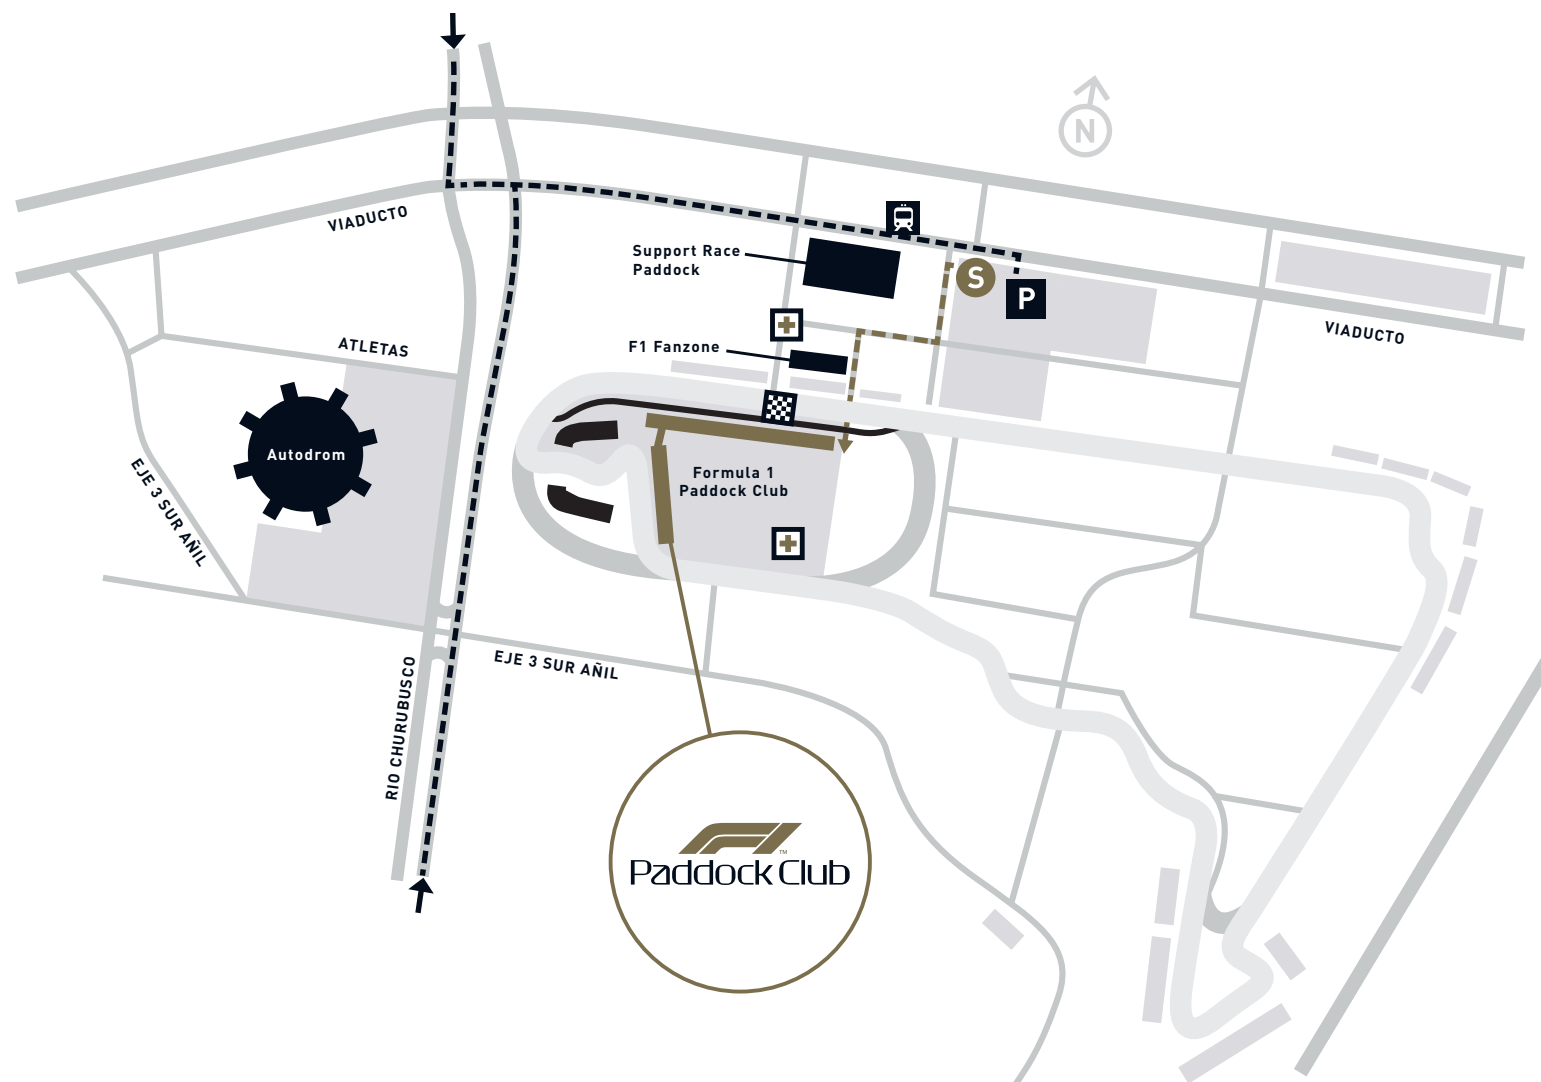 N
VIADUCTO
Support Race
Paddock
S
P
VIADUCTO
ATLETAS
F1 Fanzone
Autodrom
Formula 1
Paddock Club
EJE 3 SUR AÑIL
EJE 3 SUR AÑIL
RIO CHURUBUSCO
TM
Paddock Club